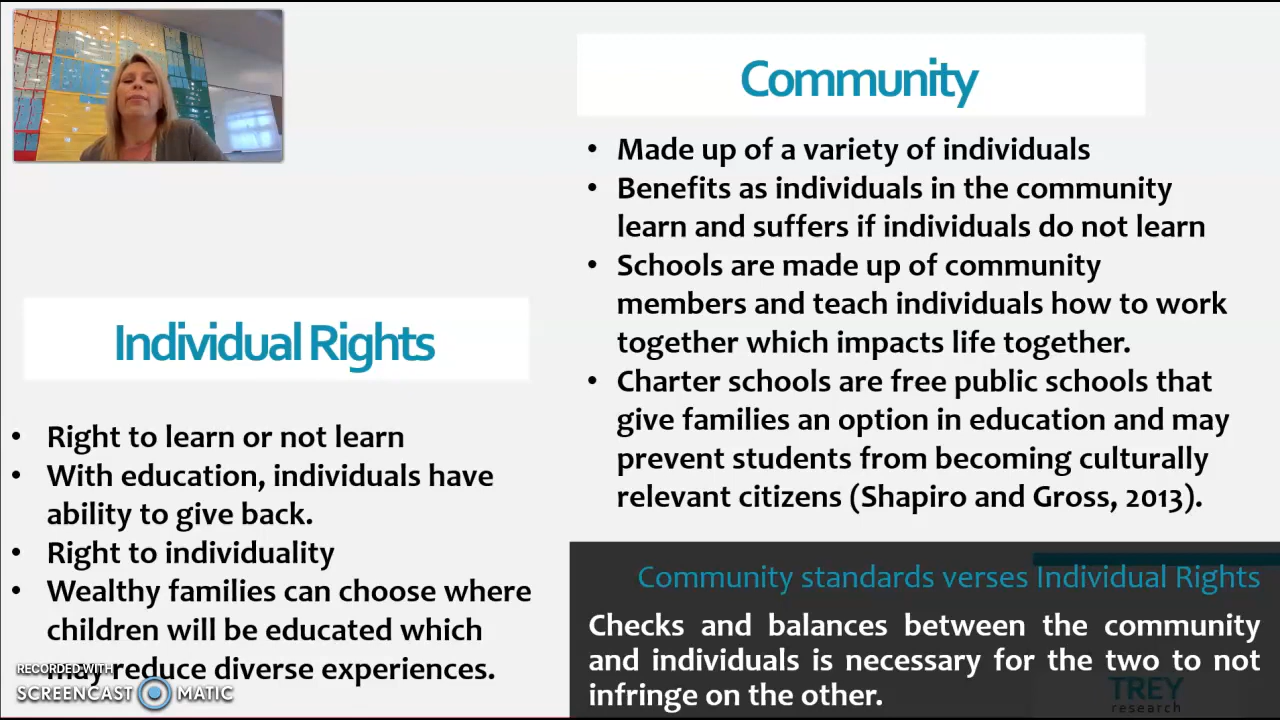 Community
• Made up of a variety of individuals
• Benefits as individuals in the community
learn and suffers if individuals do not learn
• Schools are made up of community
members and teach individuals how to work
together which impacts life together.
• Charter schools are free public schools that
give families an option in education and may
prevent students from becoming culturally
relevant citizens (Shapiro and Gross, 2013).
Individual Rights
• Right to learn or not learn
• With education, individuals have
ability to give back.
• Right to individuality
• Wealthy families can choose where
children will be educated which
may reduce diverse experiences.
Community standards verses Individual Rights
Checks and balances between the community
and individuals is necessary for the two to not
infringe on the other.
TREY
research
RECORDED WITH
SCREENCAST MATIC